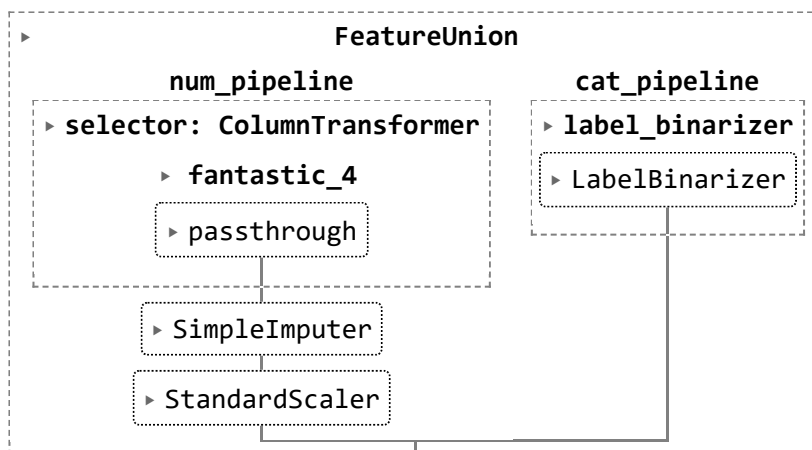 FeatureUnion
num_pipeline
cat_pipeline
selector: ColumnTransformer
label_binarizer
fantastic_4
LabelBinarizer
passthrough
SimpleImputer
StandardScaler